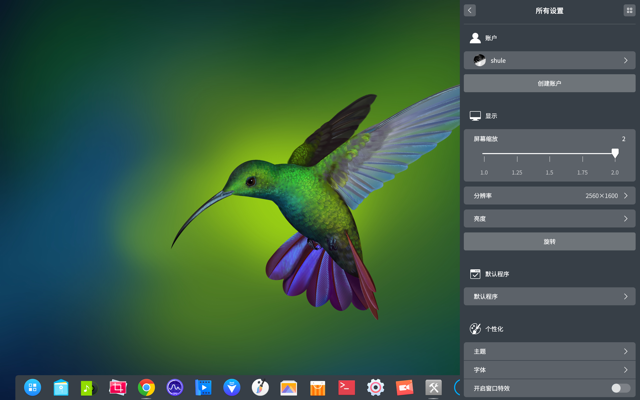 所有设置
账户
shule
创建账户
显示
屏幕缩放 2
1.0 1.25 1.5 1.75 2.0
分辨率 2560×1600
亮度
旋转
默认程序
默认程序
个性化
主题
字体
开启窗口特效